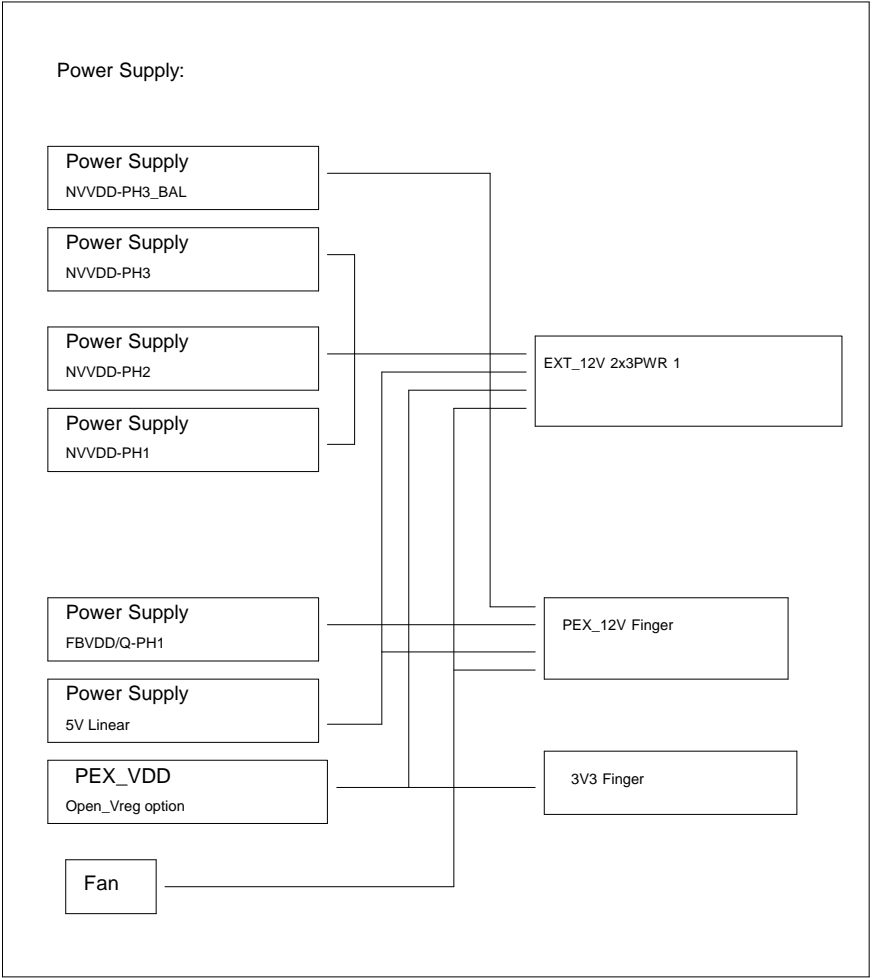 Power Supply:
Power Supply
NVVDD-PH3_BAL
Power Supply
NVVDD-PH3
Power Supply
NVVDD-PH2
Power Supply
NVVDD-PH1
EXT_12V 2x3PWR 1
Power Supply
FBVDD/Q-PH1
PEX_12V Finger
Power Supply
5V Linear
PEX_VDD
Open_Vreg option
3V3 Finger
Fan